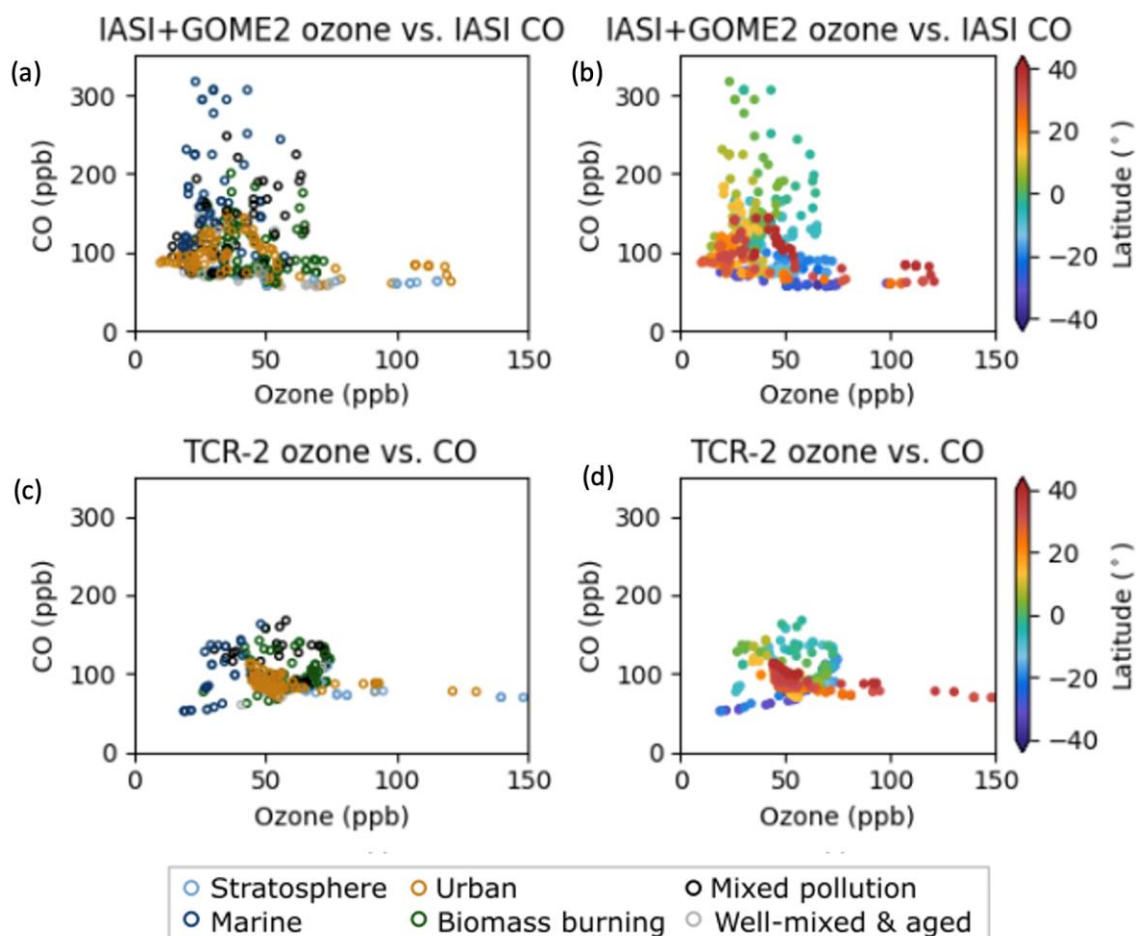 IASI+GOME2 ozone vs. IASI CO
IASI+GOME2 ozone vs. IASI CO
(a)
(b)
300
200
100
0
CO (ppb)
0 50 100 150
Ozone (ppb)
300
200
100
0
CO (ppb)
0 50 100 150
Ozone (ppb)
40
20
0
−20
−40
Latitude (°)
TCR-2 ozone vs. CO
TCR-2 ozone vs. CO
(c)
(d)
300
200
100
0
CO (ppb)
0 50 100 150
Ozone (ppb)
300
200
100
0
CO (ppb)
0 50 100 150
Ozone (ppb)
40
20
0
−20
−40
Latitude (°)
Stratosphere Urban Mixed pollution
Marine Biomass burning Well-mixed & aged